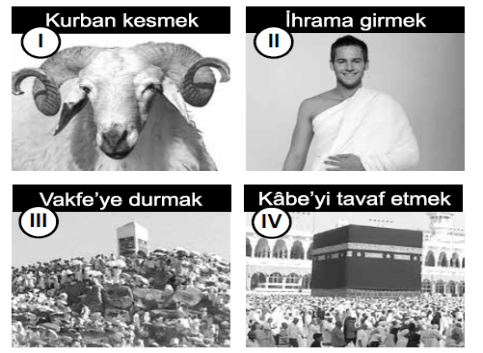 Kurban kesmek
I
İhrama girmek
II
Vakfe'ye durmak
III
Kâbe'yi tavaf etmek
IV